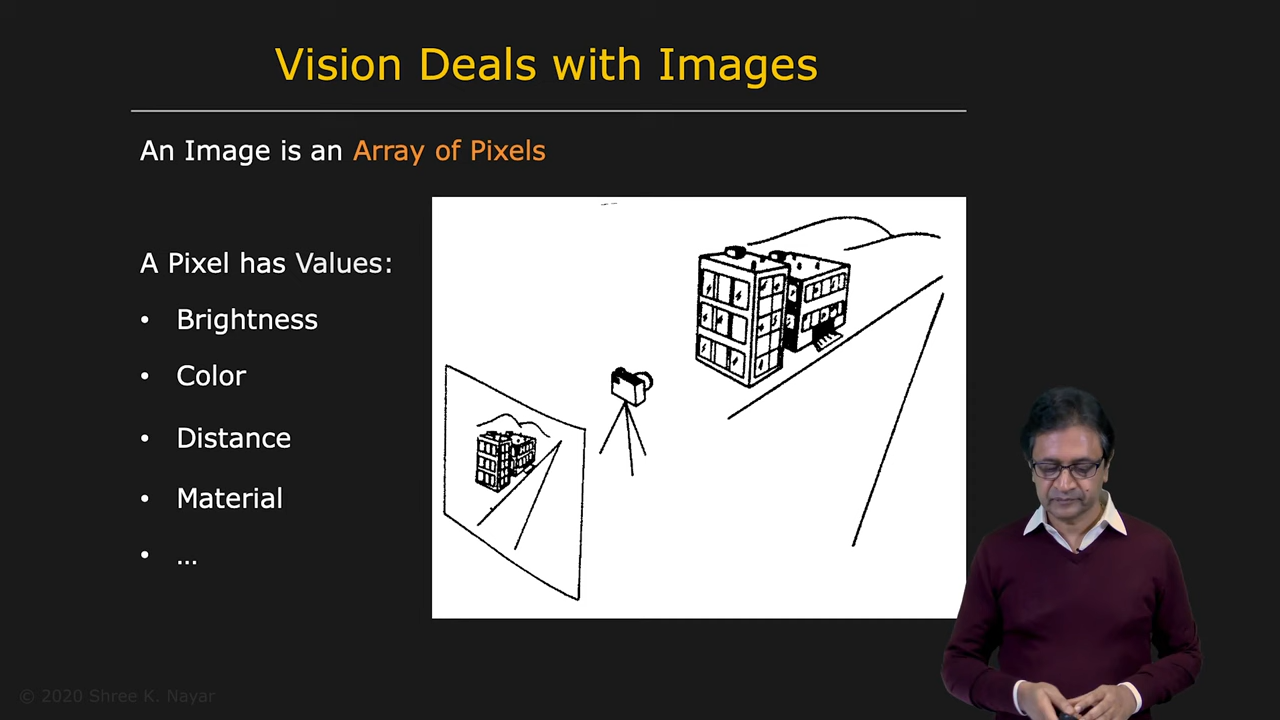 Vision Deals with Images
An Image is an Array of Pixels
A Pixel has Values:
• Brightness
• Color
• Distance
• Material
• ...
© 2020 Shree K. Nayar